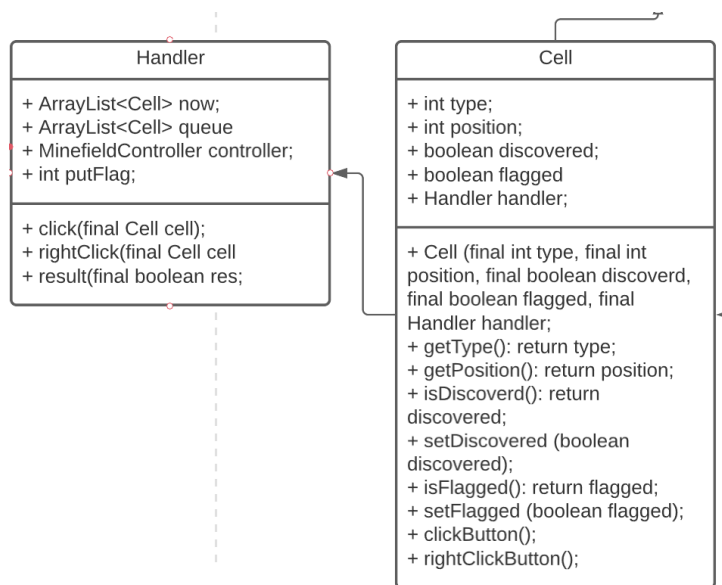 Handler
+ ArrayList<Cell> now;
+ ArrayList<Cell> queue
+ MinefieldController controller;
+ int putFlag;
+ click(final Cell cell);
+ rightClick(final Cell cell
+ result(final boolean res;
Cell
+ int type;
+ int position;
+ boolean discovered;
+ boolean flagged
+ Handler handler;
+ Cell (final int type, final int
position, final boolean discoverd,
final boolean flagged, final
Handler handler;
+ getType(): return type;
+ getPosition(): return position;
+ isDiscoverd(): return
discovered;
+ setDiscovered (boolean
discovered);
+ isFlagged(): return flagged;
+ setFlagged (boolean flagged);
+ clickButton();
+ rightClickButton();